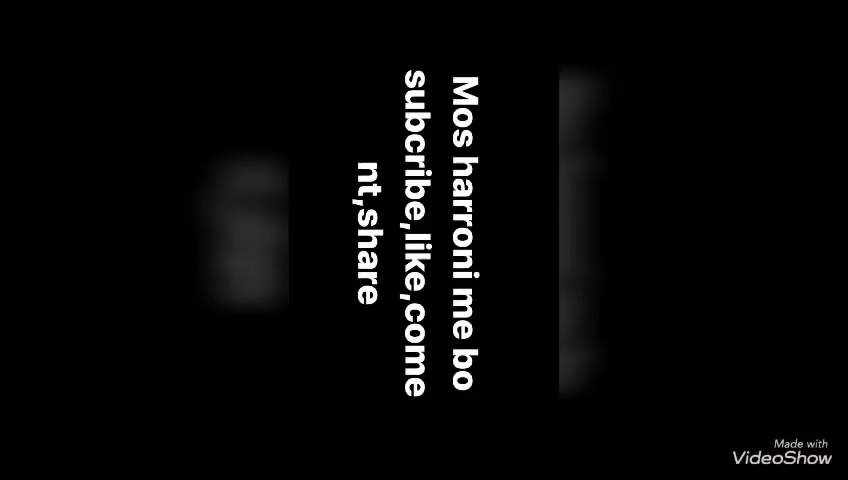 Mos harroni me bo
subcribe,like,come
nt,share
Made with
VideoShow